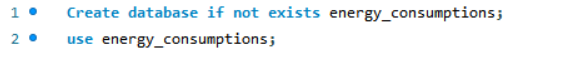 1 Create database if not exists energy_consumptions;
2 use energy_consumptions;